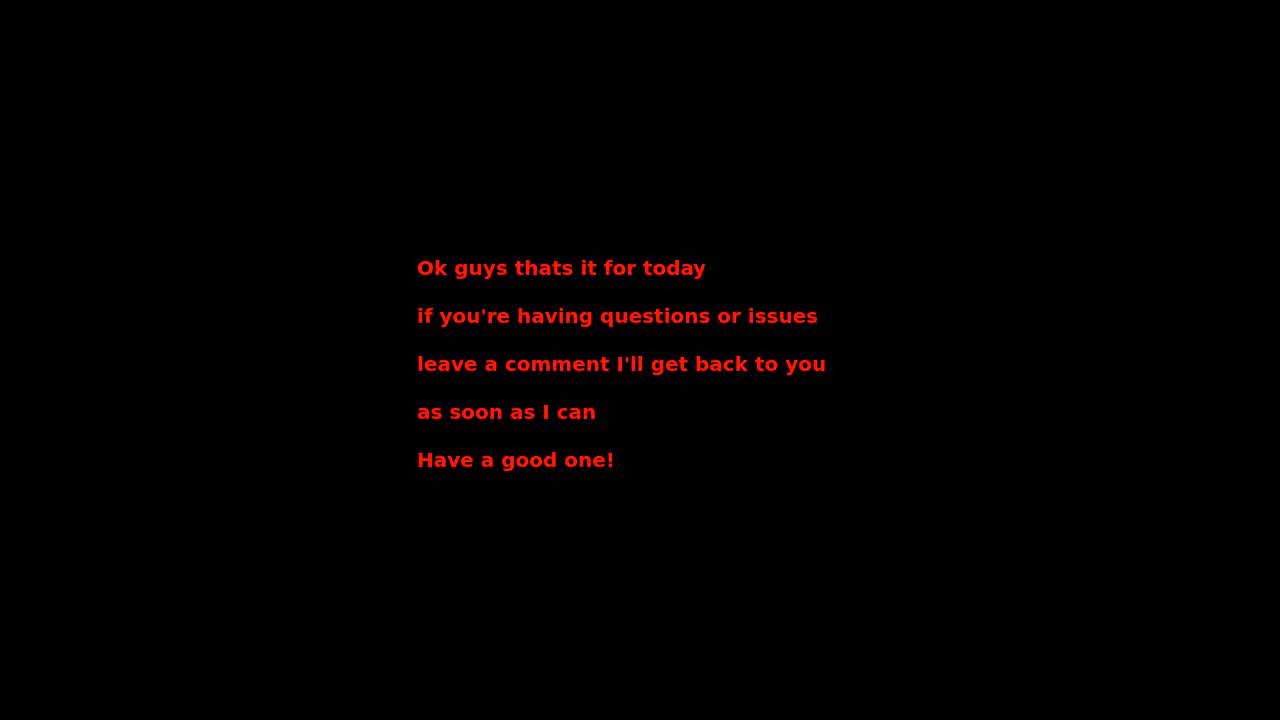 Ok guys thats it for today
if you're having questions or issues
leave a comment I'll get back to you
as soon as I can
Have a good one!